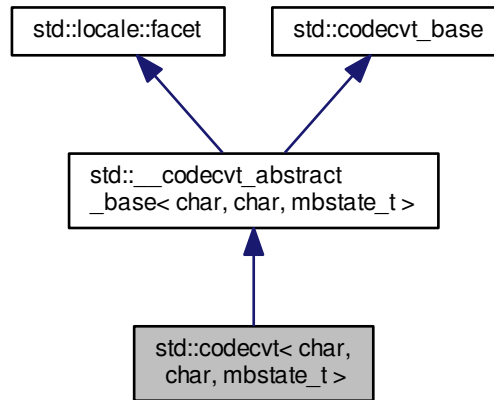 std::locale::facet
std::codecvt_base
std::__codecvt_abstract
_base< char, char, mbstate_t >
std::codecvt< char,
char, mbstate_t >